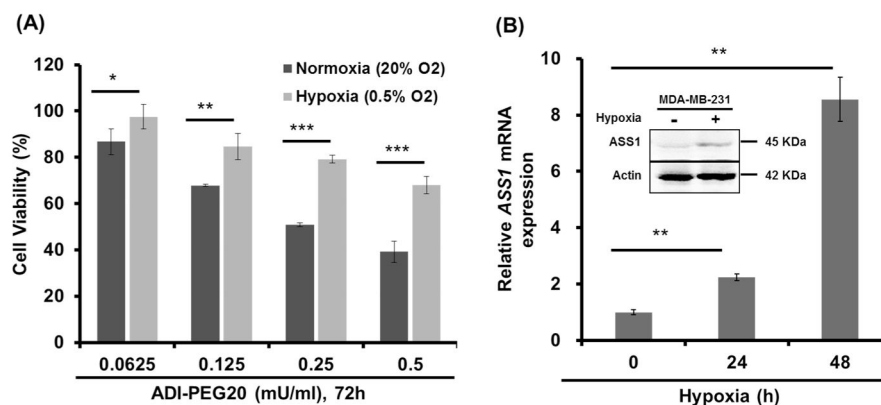 (A)
Cell Viability (%)
120
100
80
60
40
20
0
Normoxia (20% O2)
Hypoxia (0.5% O2)
*
**
***
***
0.0625 0.125 0.25 0.5
ADI-PEG20 (mU/ml), 72h
(B)
Relative ASS1 mRNA
expression
10
8
6
4
2
0
**
MDA-MB-231
Hypoxia - +
ASS1 45 KDa
Actin 42 KDa
**
0 24 48
Hypoxia (h)